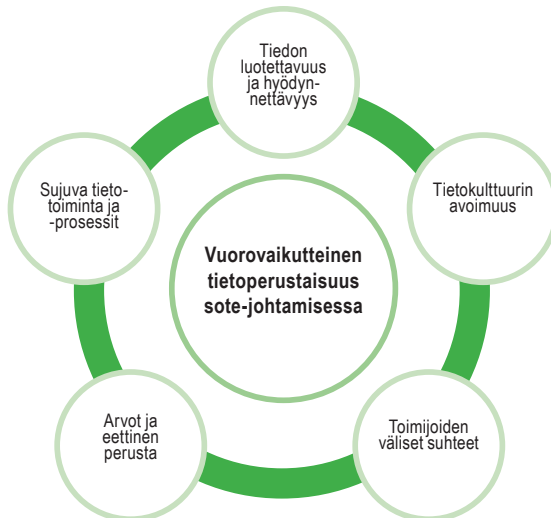 Tiedon
luotettavuus
ja hyödyn-
nettävyys
Tietokulttuurin
avoimuus
Sujuva tieto-
toiminta ja
-prosessit
Vuorovaikutteinen
tietoperustaisuus
sote-johtamisessa
Arvot ja
eettinen
perusta
Toimijoiden
väliset suhteet